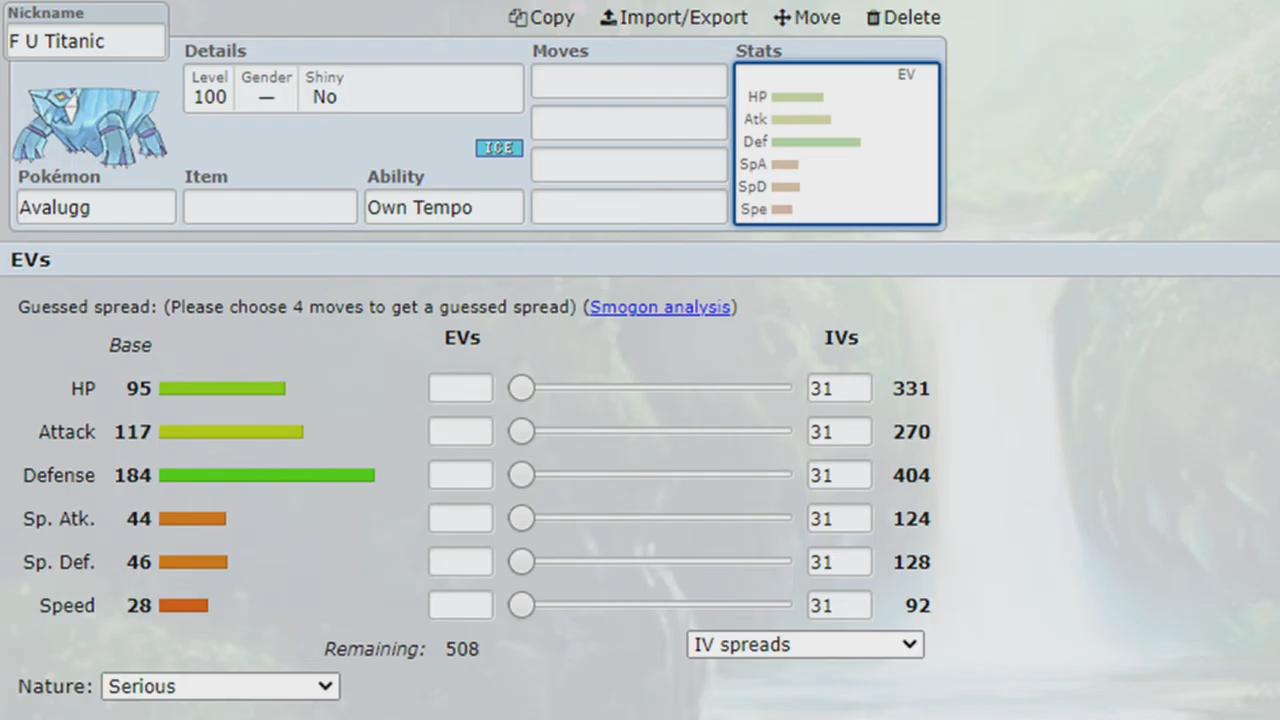 Nickname
F U Titanic
Copy Import/Export Move Delete
Details
Level Gender Shiny
100 — No
ICE
Pokémon
Avalugg
Item
Ability
Own Tempo
Moves
Stats
EV
HP
Atk
Def
SpA
SpD
Spe
EVs
Guessed spread: (Please choose 4 moves to get a guessed spread) (Smogon analysis)
Base EVs IVs
HP 95 31 331
Attack 117 31 270
Defense 184 31 404
Sp. Atk. 44 31 124
Sp. Def. 46 31 128
Speed 28 31 92
Remaining: 508 IV spreads
Nature: Serious